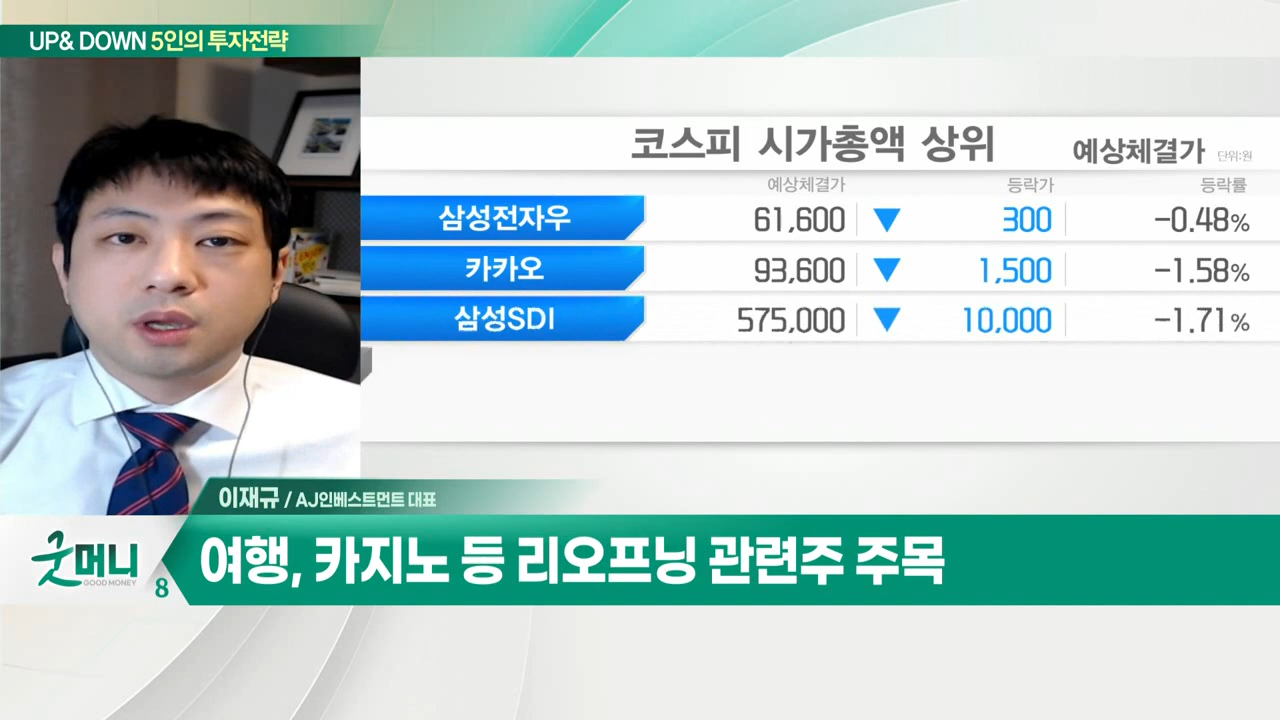 UP& DOWN 5인의 투자전략
코스피 시가총액 상위 예상체결가 단위:원
예상체결가 등락가 등락률
삼성전자우 61,600 ▼ 300 -0.48%
카카오 93,600 ▼ 1,500 -1.58%
삼성SDI 575,000 ▼ 10,000 -1.71%
이재규 / AJ인베스트먼트 대표
여행, 카지노 등 리오프닝 관련주 주목
굿머니
GOOD MONEY
8